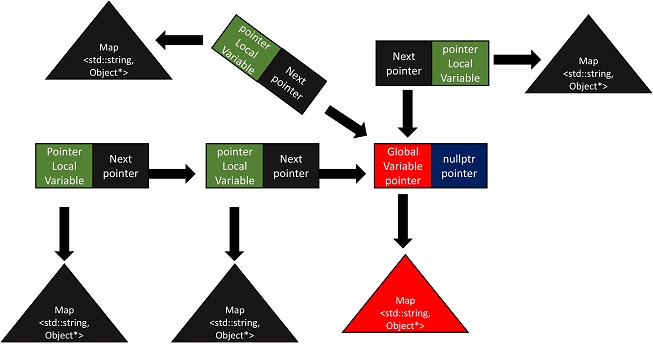 Map
<std::string,
Object*>
pointer
Local
Variable
Next
pointer
Next
pointer
pointer
Local
Variable
Map
<std::string,
Object*>
Pointer
Local
Variable
Next
pointer
pointer
Local
Variable
Next
pointer
Global
Variable
pointer
nullptr
pointer
Map
<std::string,
Object*>
Map
<std::string,
Object*>
Map
<std::string,
Object*>